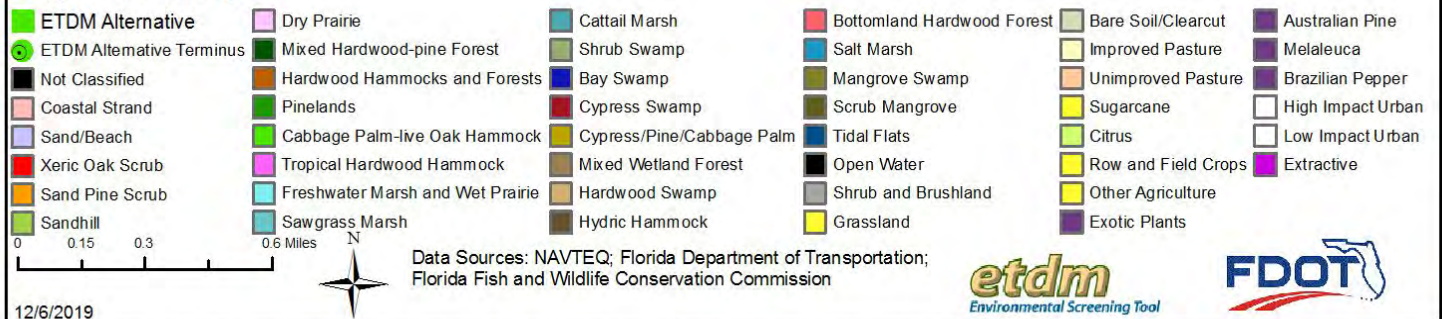 ETDM Alternative
ETDM Alternative Terminus
Not Classified
Coastal Strand
Sand/Beach
Xeric Oak Scrub
Sand Pine Scrub
Sandhill
Dry Prairie
Mixed Hardwood-pine Forest
Hardwood Hammocks and Forests
Pinelands
Cabbage Palm-live Oak Hammock
Tropical Hardwood Hammock
Freshwater Marsh and Wet Prairie
Sawgrass Marsh
Cattail Marsh
Shrub Swamp
Bay Swamp
Cypress Swamp
Cypress/Pine/Cabbage Palm
Mixed Wetland Forest
Hardwood Swamp
Hydric Hammock
Bottomland Hardwood Forest
Salt Marsh
Mangrove Swamp
Scrub Mangrove
Tidal Flats
Open Water
Shrub and Brushland
Grassland
Bare Soil/Clearcut
Improved Pasture
Unimproved Pasture
Sugarcane
Citrus
Row and Field Crops
Other Agriculture
Exotic Plants
Australian Pine
Melaleuca
Brazilian Pepper
High Impact Urban
Low Impact Urban
Extractive
0 0.15 0.3 0.6 Miles
N
Data Sources: NAVTEQ; Florida Department of Transportation;
Florida Fish and Wildlife Conservation Commission
etdm
Environmental Screening Tool
FDOT
12/6/2019